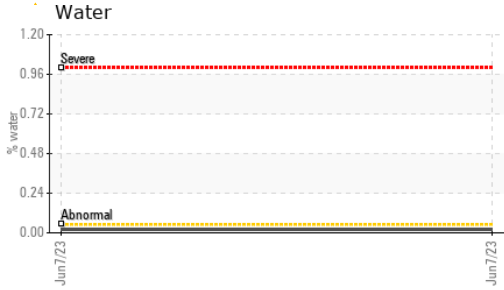 Water
1.20
Severe
0.96
0.72
% water
0.48
0.24
Abnormal
0.00
Jun7/23
Jun7/23